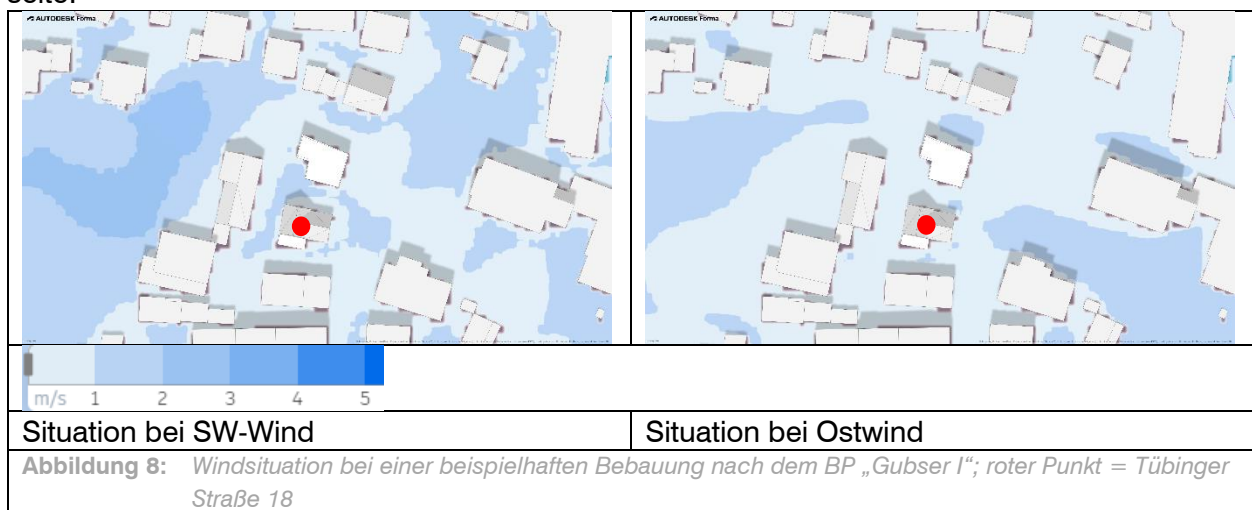 AUTODESK Forma
AUTODESK Forma
m/s 1 2 3 4 5
Situation bei SW-Wind
Situation bei Ostwind
Abbildung 8: Windsituation bei einer beispielhaften Bebauung nach dem BP „Gubser I“; roter Punkt = Tübinger
Straße 18